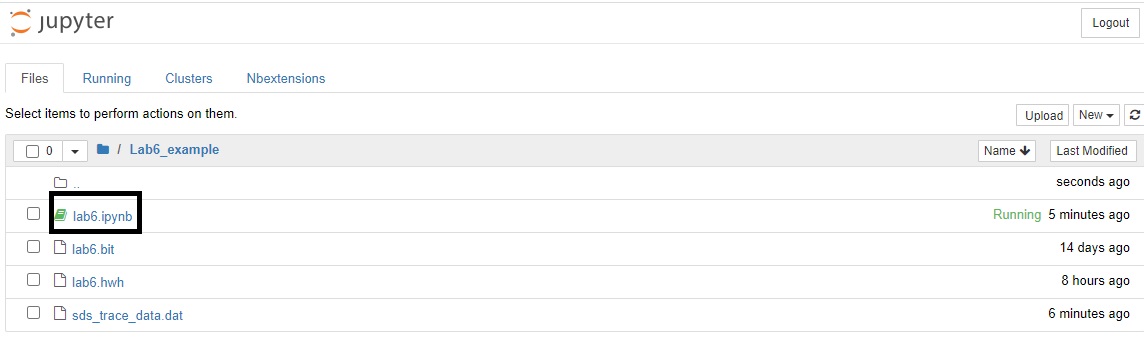 jupyter
Logout
Files Running Clusters Nbextensions
Select items to perform actions on them.
Upload New
0 / Lab6_example Name Last Modified
.. seconds ago
lab6.ipynb Running 5 minutes ago
lab6.bit 14 days ago
lab6.hwh 8 hours ago
sds_trace_data.dat 6 minutes ago